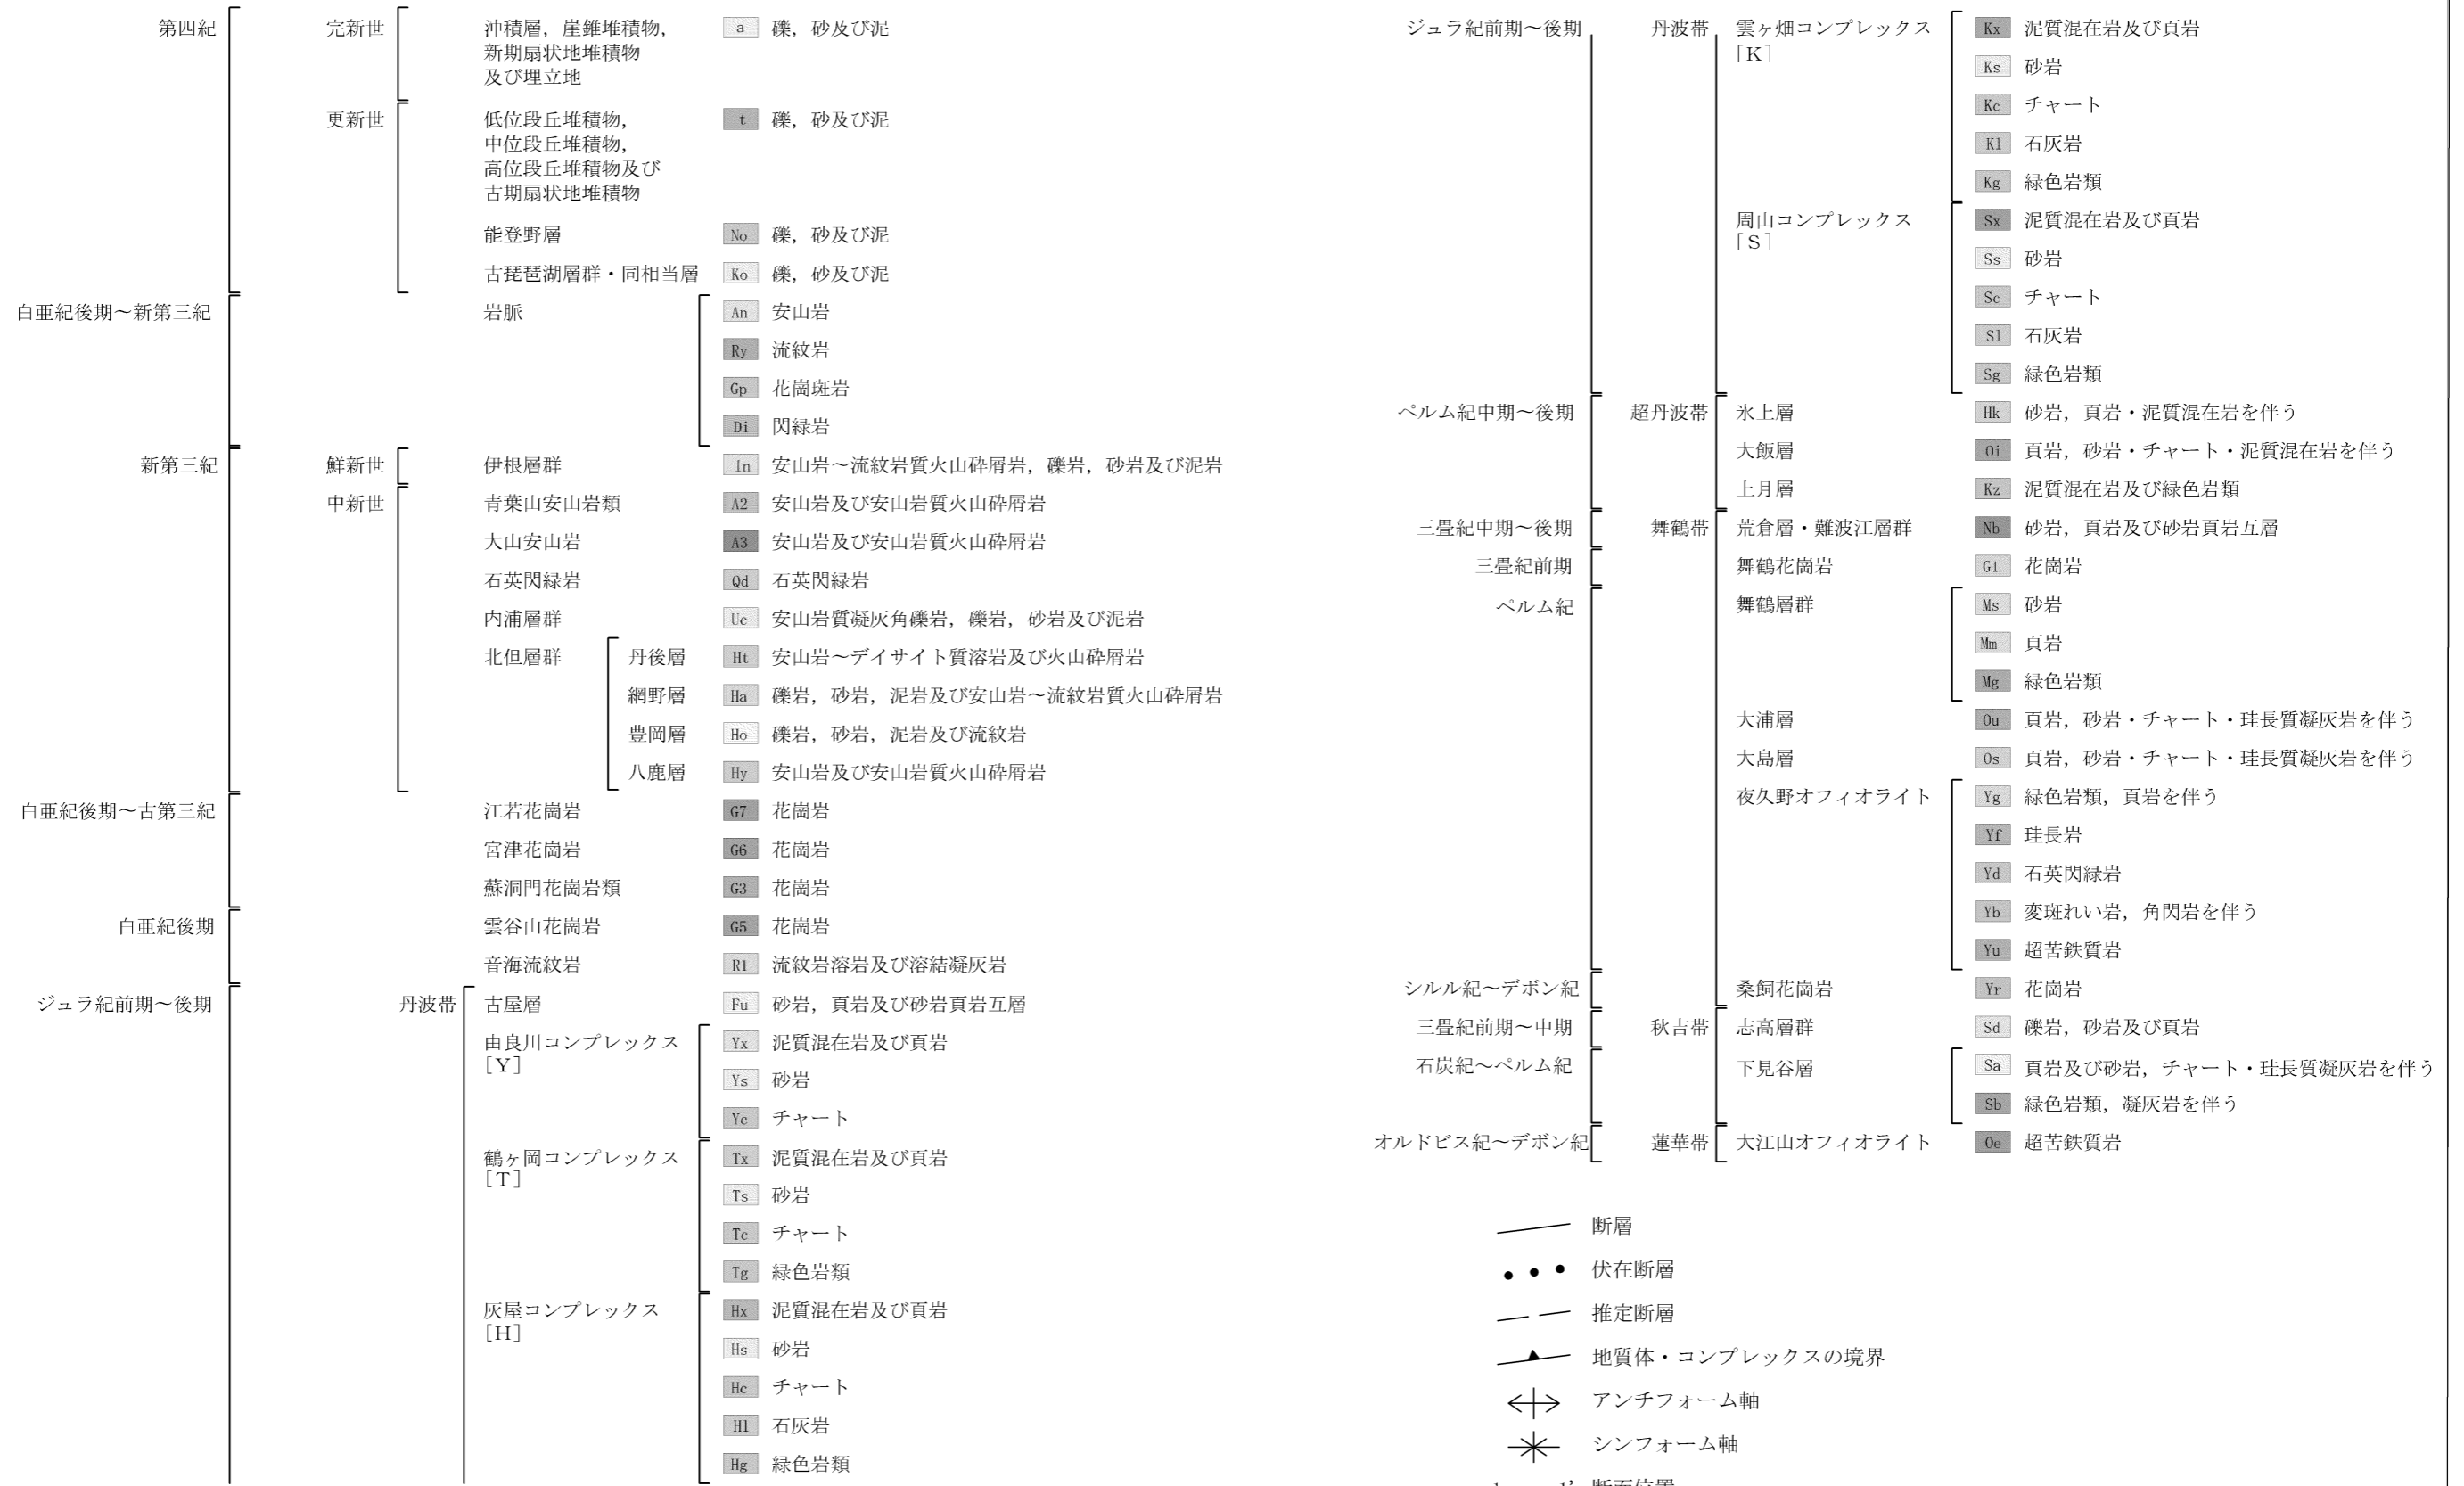 第四紀
完新世
沖積層，崖錐堆積物，
新期扇状地堆積物
及び埋立地
a 礫，砂及び泥
更新世
低位段丘堆積物，
中位段丘堆積物，
高位段丘堆積物及び
古期扇状地堆積物
t 礫，砂及び泥
能登野層 No 礫，砂及び泥
古琵琶湖層群・同相当層 Ko 礫，砂及び泥
白亜紀後期～新第三紀
岩脈 An 安山岩
Ry 流紋岩
Gp 花崗斑岩
Di 閃緑岩
新第三紀
鮮新世 伊根層群 In 安山岩～流紋岩質火山砕屑岩，礫岩，砂岩及び泥岩
中新世 青葉山安山岩類 A2 安山岩及び安山岩質火山砕屑岩
大山安山岩 A3 安山岩及び安山岩質火山砕屑岩
石英閃緑岩 Qd 石英閃緑岩
内浦層群 Uc 安山岩質凝灰角礫岩，礫岩，砂岩及び泥岩
北但層群 丹後層 Ht 安山岩～デイサイト質溶岩及び火山砕屑岩
網野層 Ha 礫岩，砂岩，泥岩及び安山岩～流紋岩質火山砕屑岩
豊岡層 Ho 礫岩，砂岩，泥岩及び流紋岩
八鹿層 Hy 安山岩及び安山岩質火山砕屑岩
白亜紀後期～古第三紀
江若花崗岩 G7 花崗岩
宮津花崗岩 G6 花崗岩
蘇洞門花崗岩類 G3 花崗岩
白亜紀後期 雲谷山花崗岩 G5 花崗岩
音海流紋岩 R1 流紋岩溶岩及び溶結凝灰岩
ジュラ紀前期～後期 丹波帯 古屋層 Fu 砂岩，頁岩及び砂岩頁岩互層
由良川コンプレックス Yx 泥質混在岩及び頁岩
［Y］
Ys 砂岩
Yc チャート
鶴ヶ岡コンプレックス Tx 泥質混在岩及び頁岩
［T］
Ts 砂岩
Tc チャート
Tg 緑色岩類
灰屋コンプレックス Hx 泥質混在岩及び頁岩
［H］
Hs 砂岩
Hc チャート
Hl 石灰岩
Hg 緑色岩類
ジュラ紀前期～後期 丹波帯 雲ヶ畑コンプレックス Kx 泥質混在岩及び頁岩
［K］
Ks 砂岩
Kc チャート
Kl 石灰岩
Kg 緑色岩類
周山コンプレックス Sx 泥質混在岩及び頁岩
［S］
Ss 砂岩
Sc チャート
Sl 石灰岩
Sg 緑色岩類
ペルム紀中期～後期 超丹波帯 氷上層 Hk 砂岩，頁岩・泥質混在岩を伴う
大飯層 Oi 頁岩，砂岩・チャート・泥質混在岩を伴う
上月層 Kz 泥質混在岩及び緑色岩類
三畳紀中期～後期 舞鶴帯 荒倉層・難波江層群 Nb 砂岩，頁岩及び砂岩頁岩互層
三畳紀前期 舞鶴花崗岩 G1 花崗岩
ペルム紀 舞鶴層群 Ms 砂岩
Mm 頁岩
Mg 緑色岩類
大浦層 Ou 頁岩，砂岩・チャート・珪長質凝灰岩を伴う
大島層 Os 頁岩，砂岩・チャート・珪長質凝灰岩を伴う
夜久野オフィオライト Yg 緑色岩類，頁岩を伴う
Yf 珪長岩
Yd 石英閃緑岩
Yb 変斑れい岩，角閃岩を伴う
Yu 超苦鉄質岩
シルル紀～デボン紀 桑飼花崗岩 Yr 花崗岩
三畳紀前期～中期 秋吉帯 志高層群 Sd 礫岩，砂岩及び頁岩
石炭紀～ペルム紀 下見谷層 Sa 頁岩及び砂岩，チャート・珪長質凝灰岩を伴う
Sb 緑色岩類，凝灰岩を伴う
オルドビス紀～デボン紀 蓮華帯 大江山オフィオライト Oe 超苦鉄質岩
断層
伏在断層
推定断層
地質体・コンプレックスの境界
アンチフォーム軸
シンフォーム軸